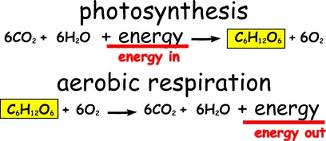 photosynthesis
6CO₂ + 6H₂O + energy → C₆H₁₂O₆ + 6O₂
energy in
aerobic respiration
C₆H₁₂O₆ + 6O₂ → 6CO₂ + 6H₂O + energy
energy out